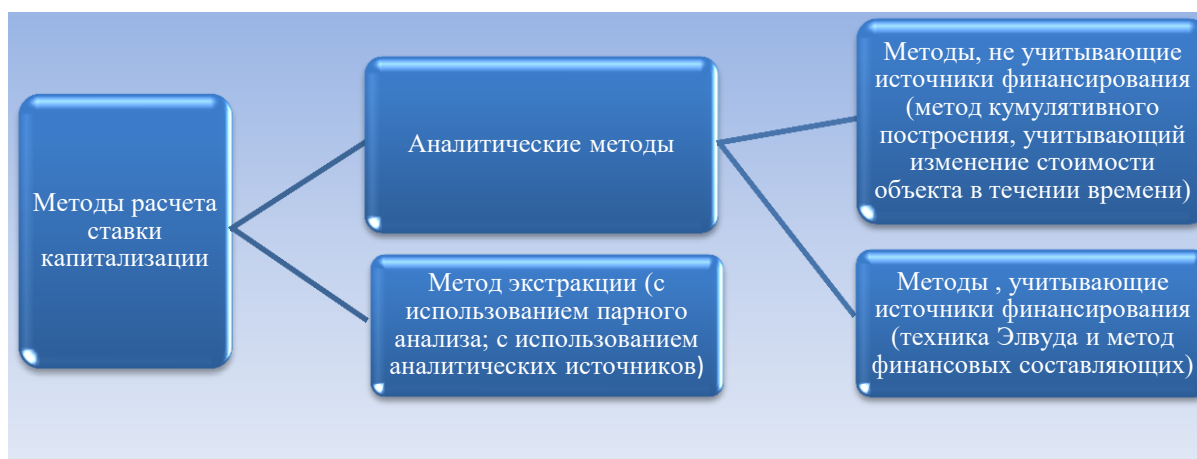 Методы расчета
ставки
капитализации
Аналитические методы
Метод экстракции (с
использованием парного
анализа; с использованием
аналитических источников)
Методы, не учитывающие
источники финансирования
(метод кумулятивного
построения, учитывающий
изменение стоимости
объекта в течении времени)
Методы , учитывающие
источники финансирования
(техника Элвуда и метод
финансовых составляющих)